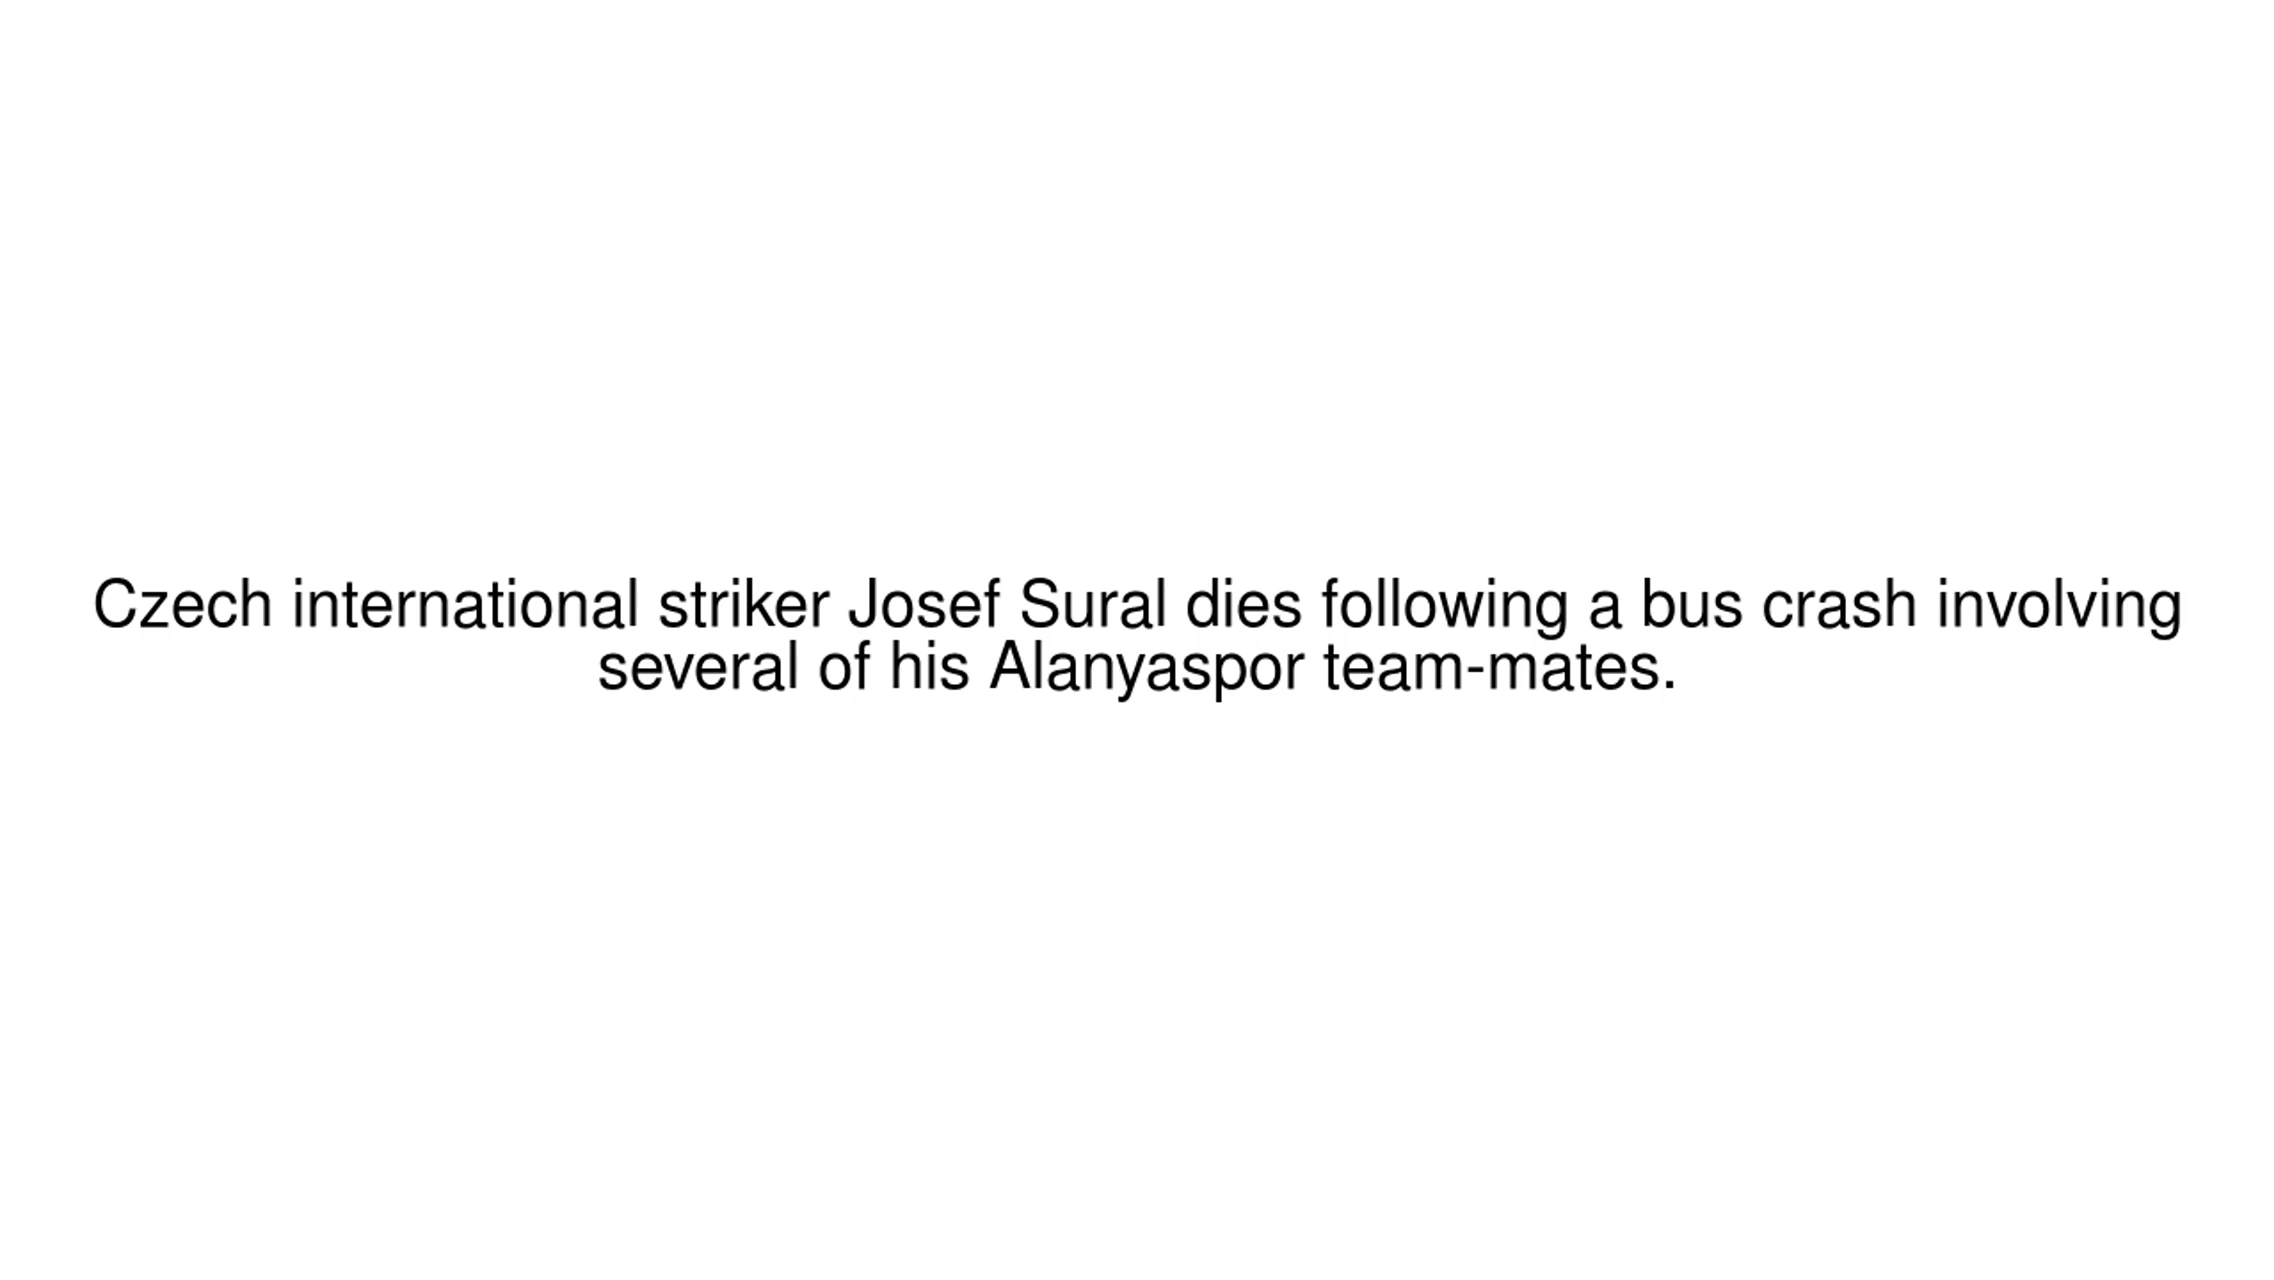 Czech international striker Josef Sural dies following a bus crash involving
several of his Alanyaspor team-mates.